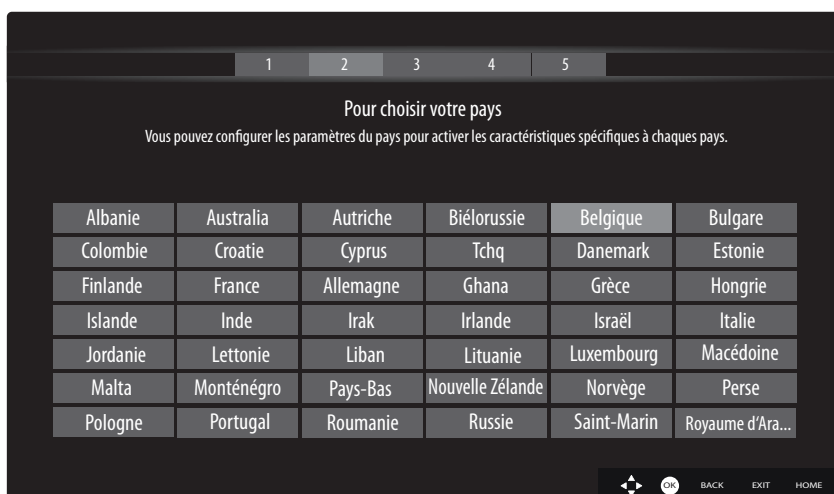 1 2 3 4 5
Pour choisir votre pays
Vous pouvez configurer les paramètres du pays pour activer les caractéristiques spécifiques à chaques pays.
Albanie Australia Autriche Biélorussie Belgique Bulgare
Colombie Croatie Cyprus Tchq Danemark Estonie
Finlande France Allemagne Ghana Grèce Hongrie
Islande Inde Irak Irlande Israël Italie
Jordanie Lettonie Liban Lituanie Luxembourg Macédoine
Malta Monténégro Pays-Bas Nouvelle Zélande Norvège Perse
Pologne Portugal Roumanie Russie Saint-Marin Royaume d'Ara...
OK BACK EXIT HOME